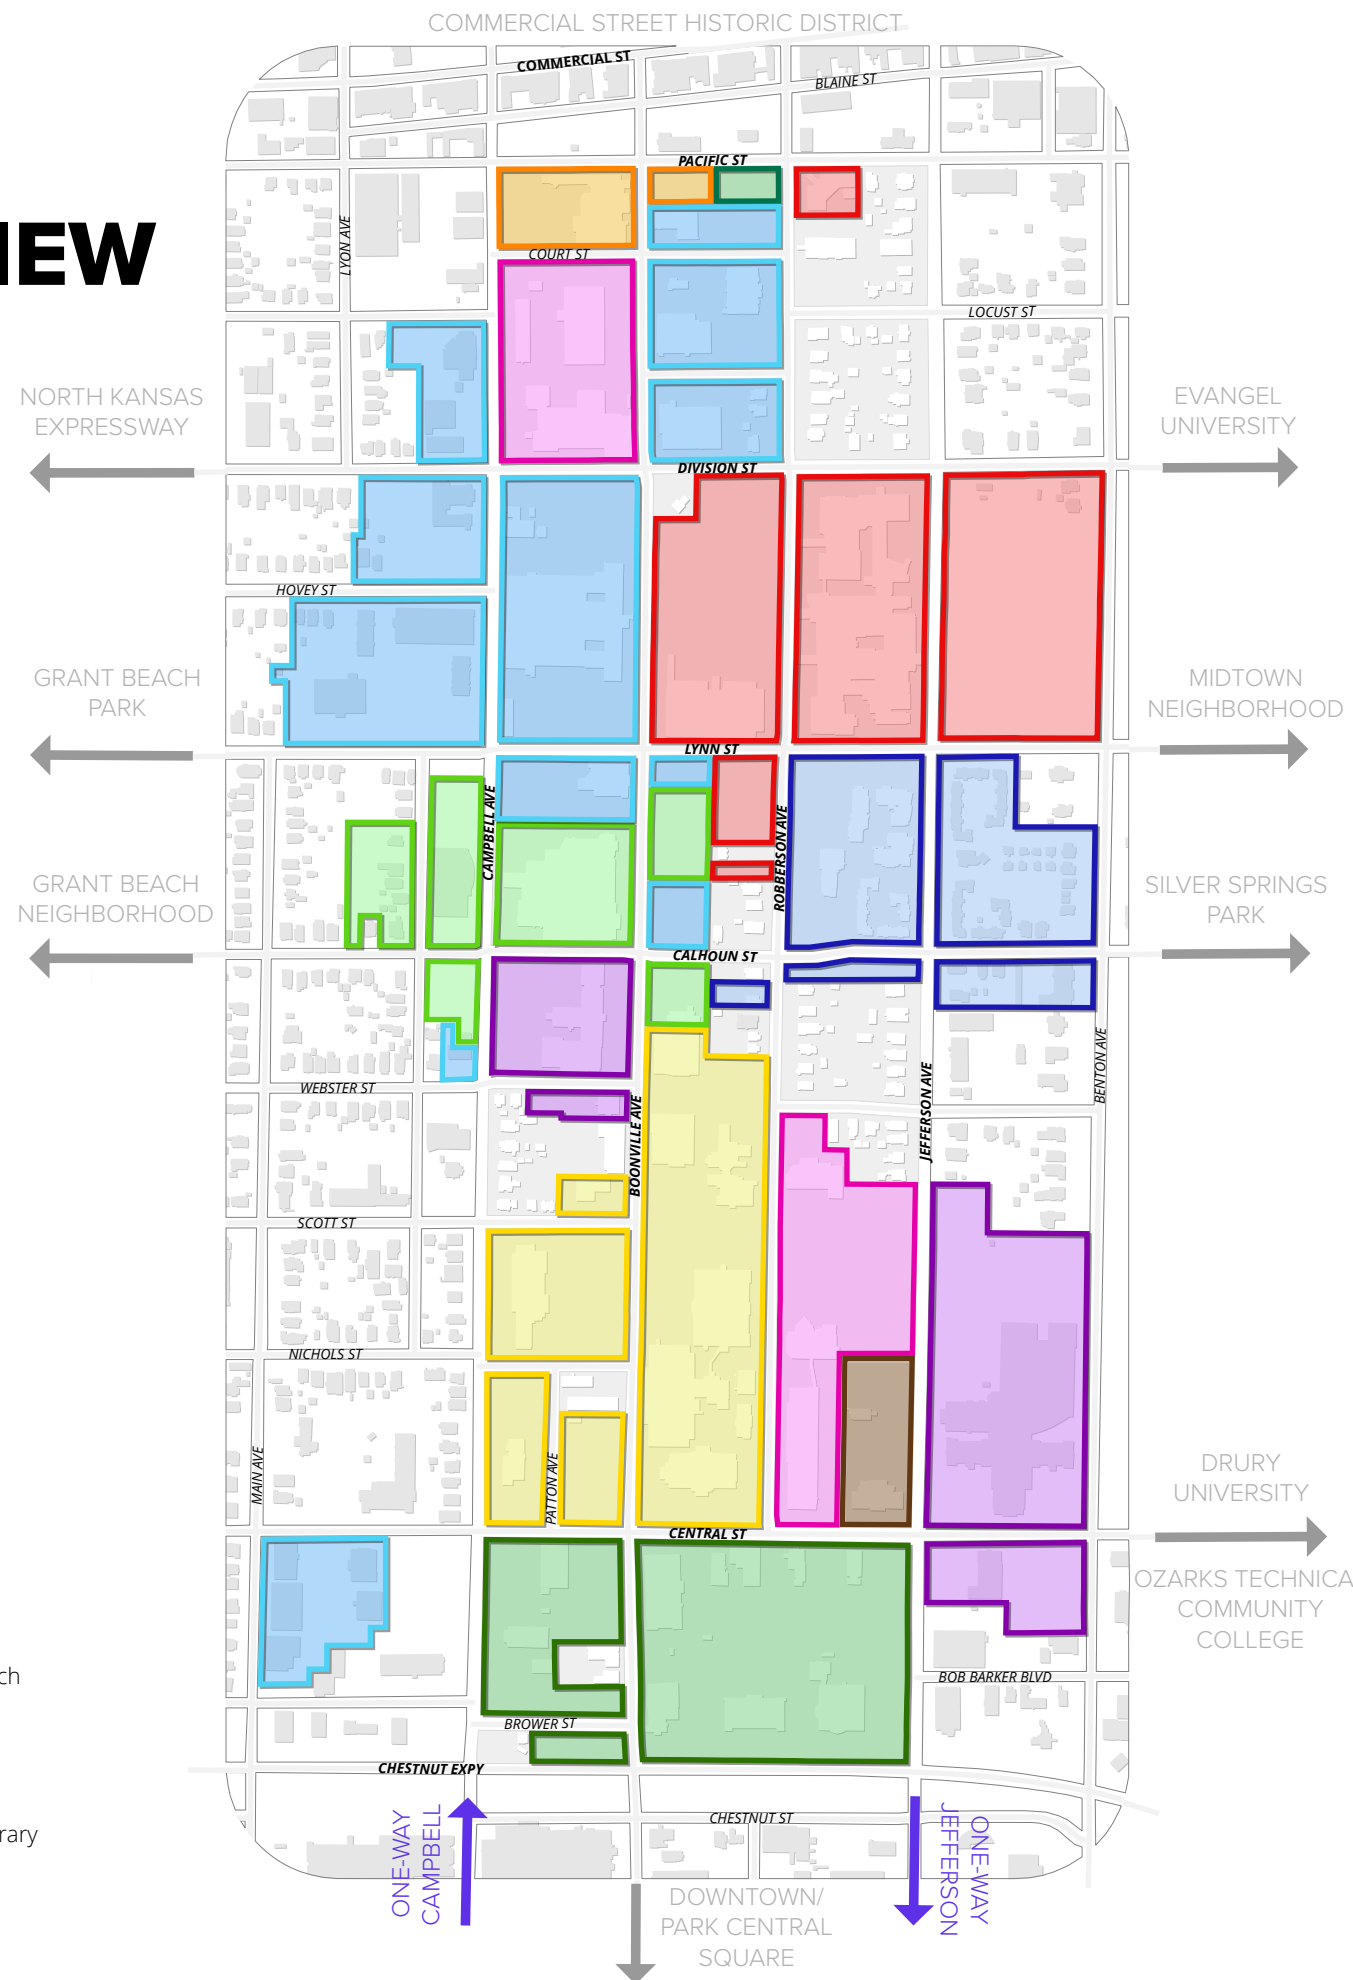 COMMERCIAL STREET HISTORIC DISTRICT
COMMERCIAL ST
BLAINE ST
PACIFIC ST
IEW
LYON AVE
COURT ST
LOCUST ST
NORTH KANSAS
EXPRESSWAY
EVANGEL
UNIVERSITY
DIVISION ST
HOVEY ST
GRANT BEACH
PARK
MIDTOWN
NEIGHBORHOOD
LYNN ST
CAMPBELL AVE
ROBBERSON AVE
GRANT BEACH
NEIGHBORHOOD
SILVER SPRINGS
PARK
CALHOUN ST
WEBSTER ST
BENTON AVE
BOONVILLE AVE
JEFFERSON AVE
SCOTT ST
NICHOLS ST
MAIN AVE
PATTON AVE
DRURY
UNIVERSITY
CENTRAL ST
OZARKS TECHNICA
COMMUNITY
COLLEGE
ch
BOB BARKER BLVD
BROWER ST
CHESTNUT EXPY
CHESTNUT ST
rary
ONE-WAY
CAMPBELL
ONE-WAY
JEFFERSON
DOWNTOWN/
PARK CENTRAL
SQUARE